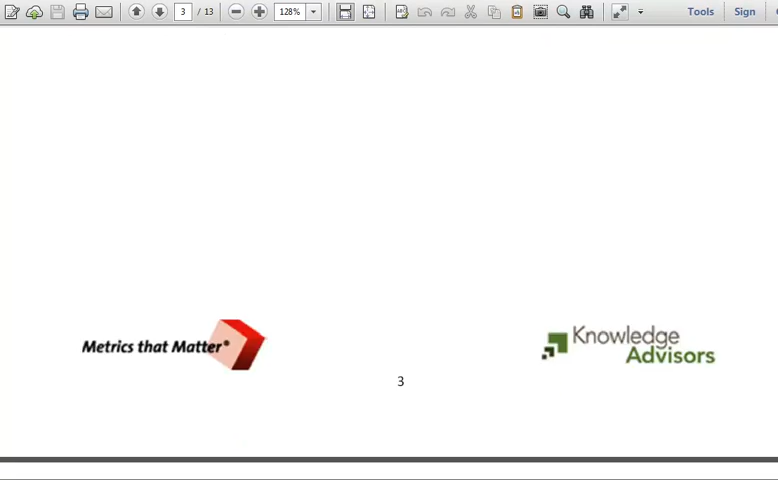 3 / 13 128% Tools Sign
Metrics that Matter®
Knowledge
Advisors
3